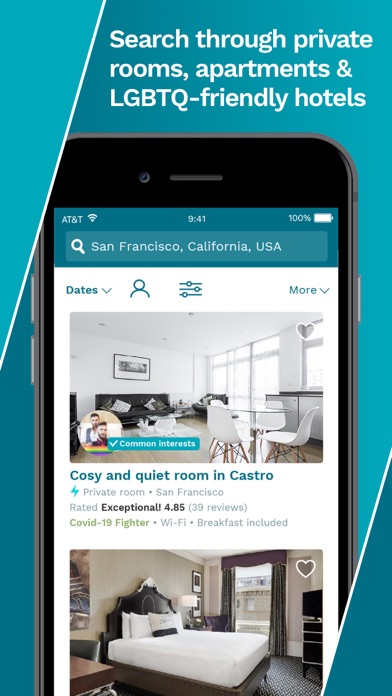 Search through private
rooms, apartments &
LGBTQ-friendly hotels
AT&T 9:41 100%
San Francisco, California, USA
Dates More
Common interests
Cosy and quiet room in Castro
Private room • San Francisco
Rated Exceptional! 4.85 (39 reviews)
Covid-19 Fighter • Wi-Fi • Breakfast included